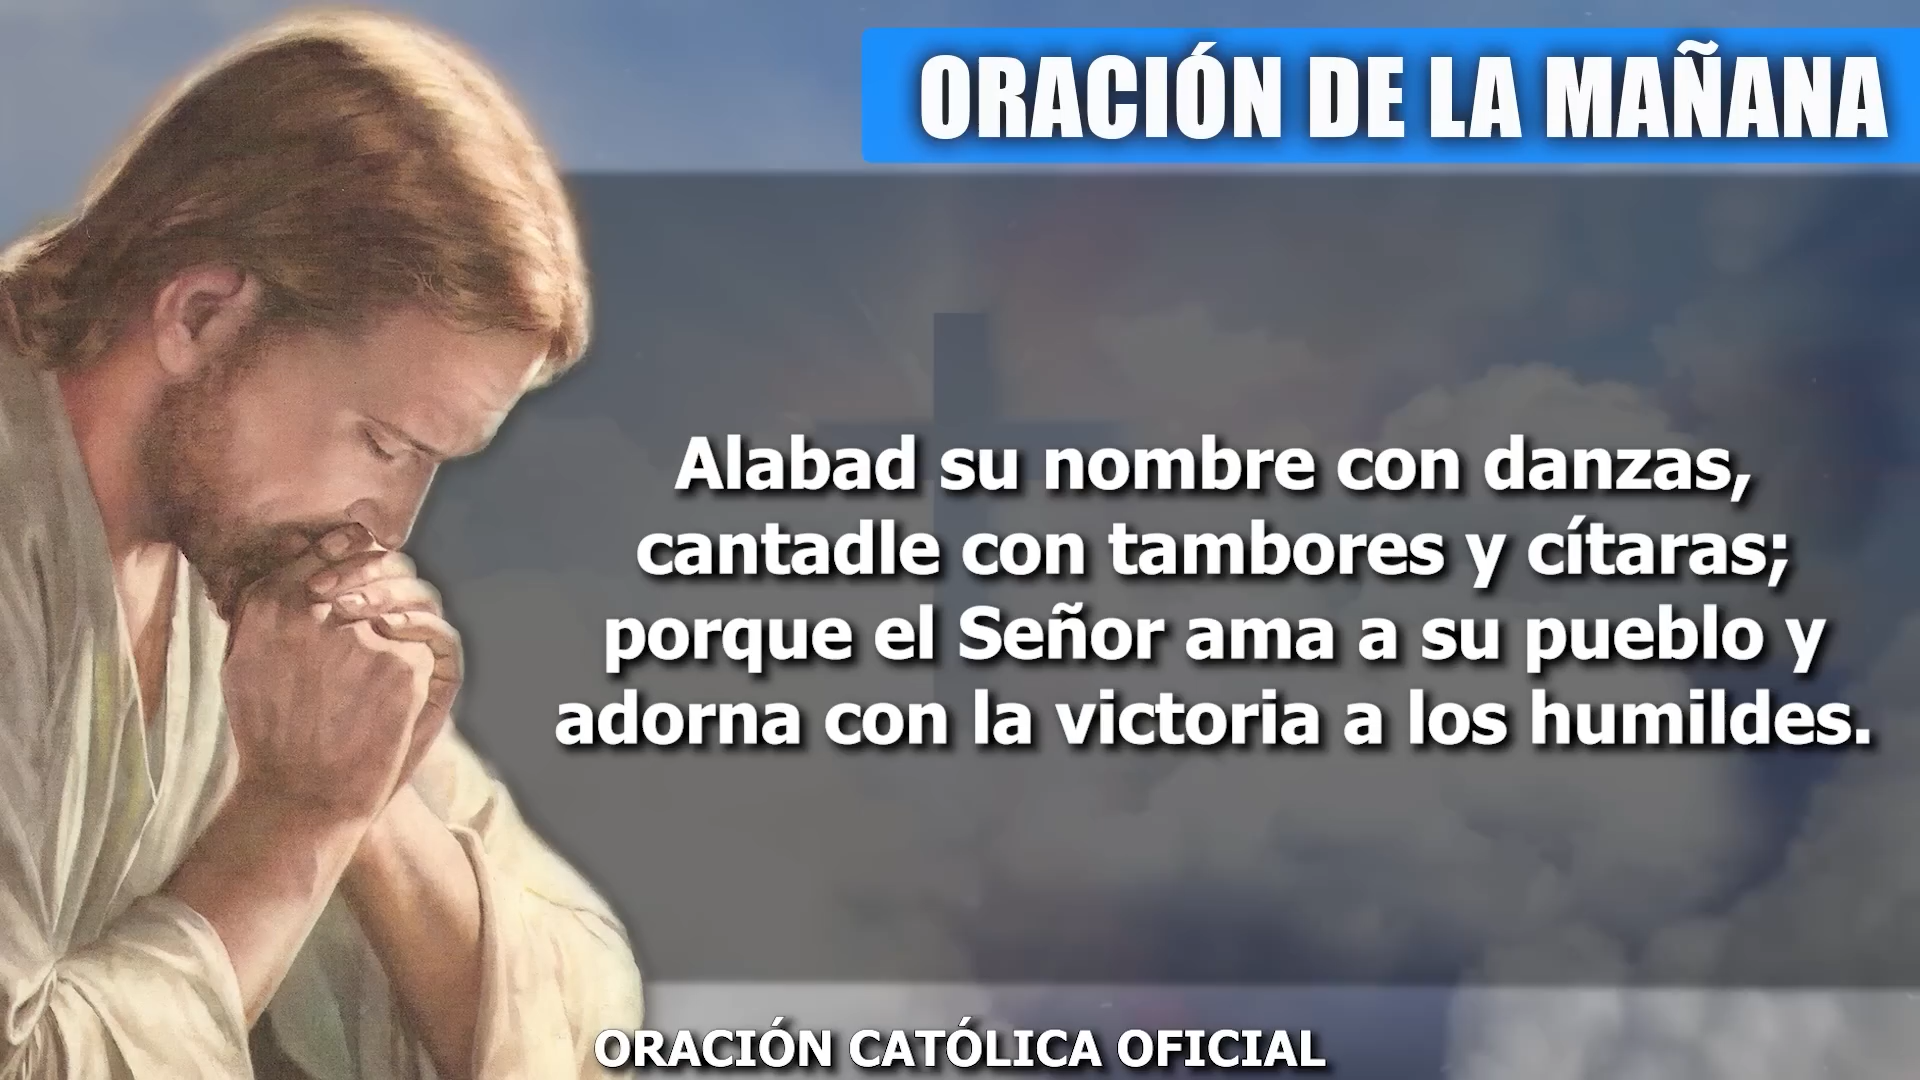 ORACIÓN DE LA MAÑANA
Alabad su nombre con danzas,
cantadle con tambores y cítaras;
porque el Señor ama a su pueblo y
adorna con la victoria a los humildes.
ORACIÓN CATÓLICA OFICIAL